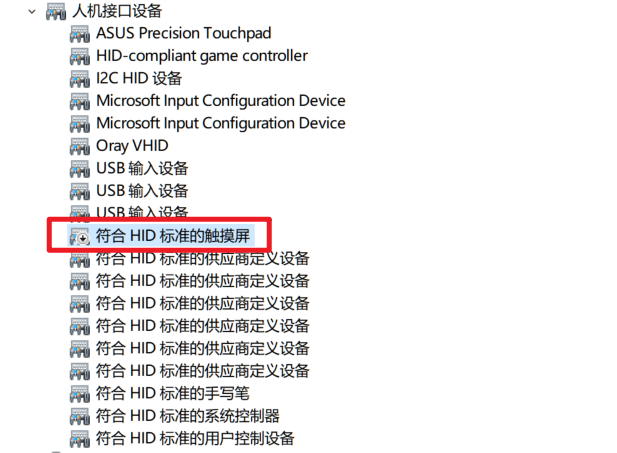 人机接口设备
ASUS Precision Touchpad
HID-compliant game controller
I2C HID 设备
Microsoft Input Configuration Device
Microsoft Input Configuration Device
Oray VHID
USB 输入设备
USB 输入设备
USB 输入设备
符合 HID 标准的触摸屏
符合 HID 标准的供应商定义设备
符合 HID 标准的供应商定义设备
符合 HID 标准的供应商定义设备
符合 HID 标准的供应商定义设备
符合 HID 标准的供应商定义设备
符合 HID 标准的供应商定义设备
符合 HID 标准的手写笔
符合 HID 标准的系统控制器
符合 HID 标准的用户控制设备